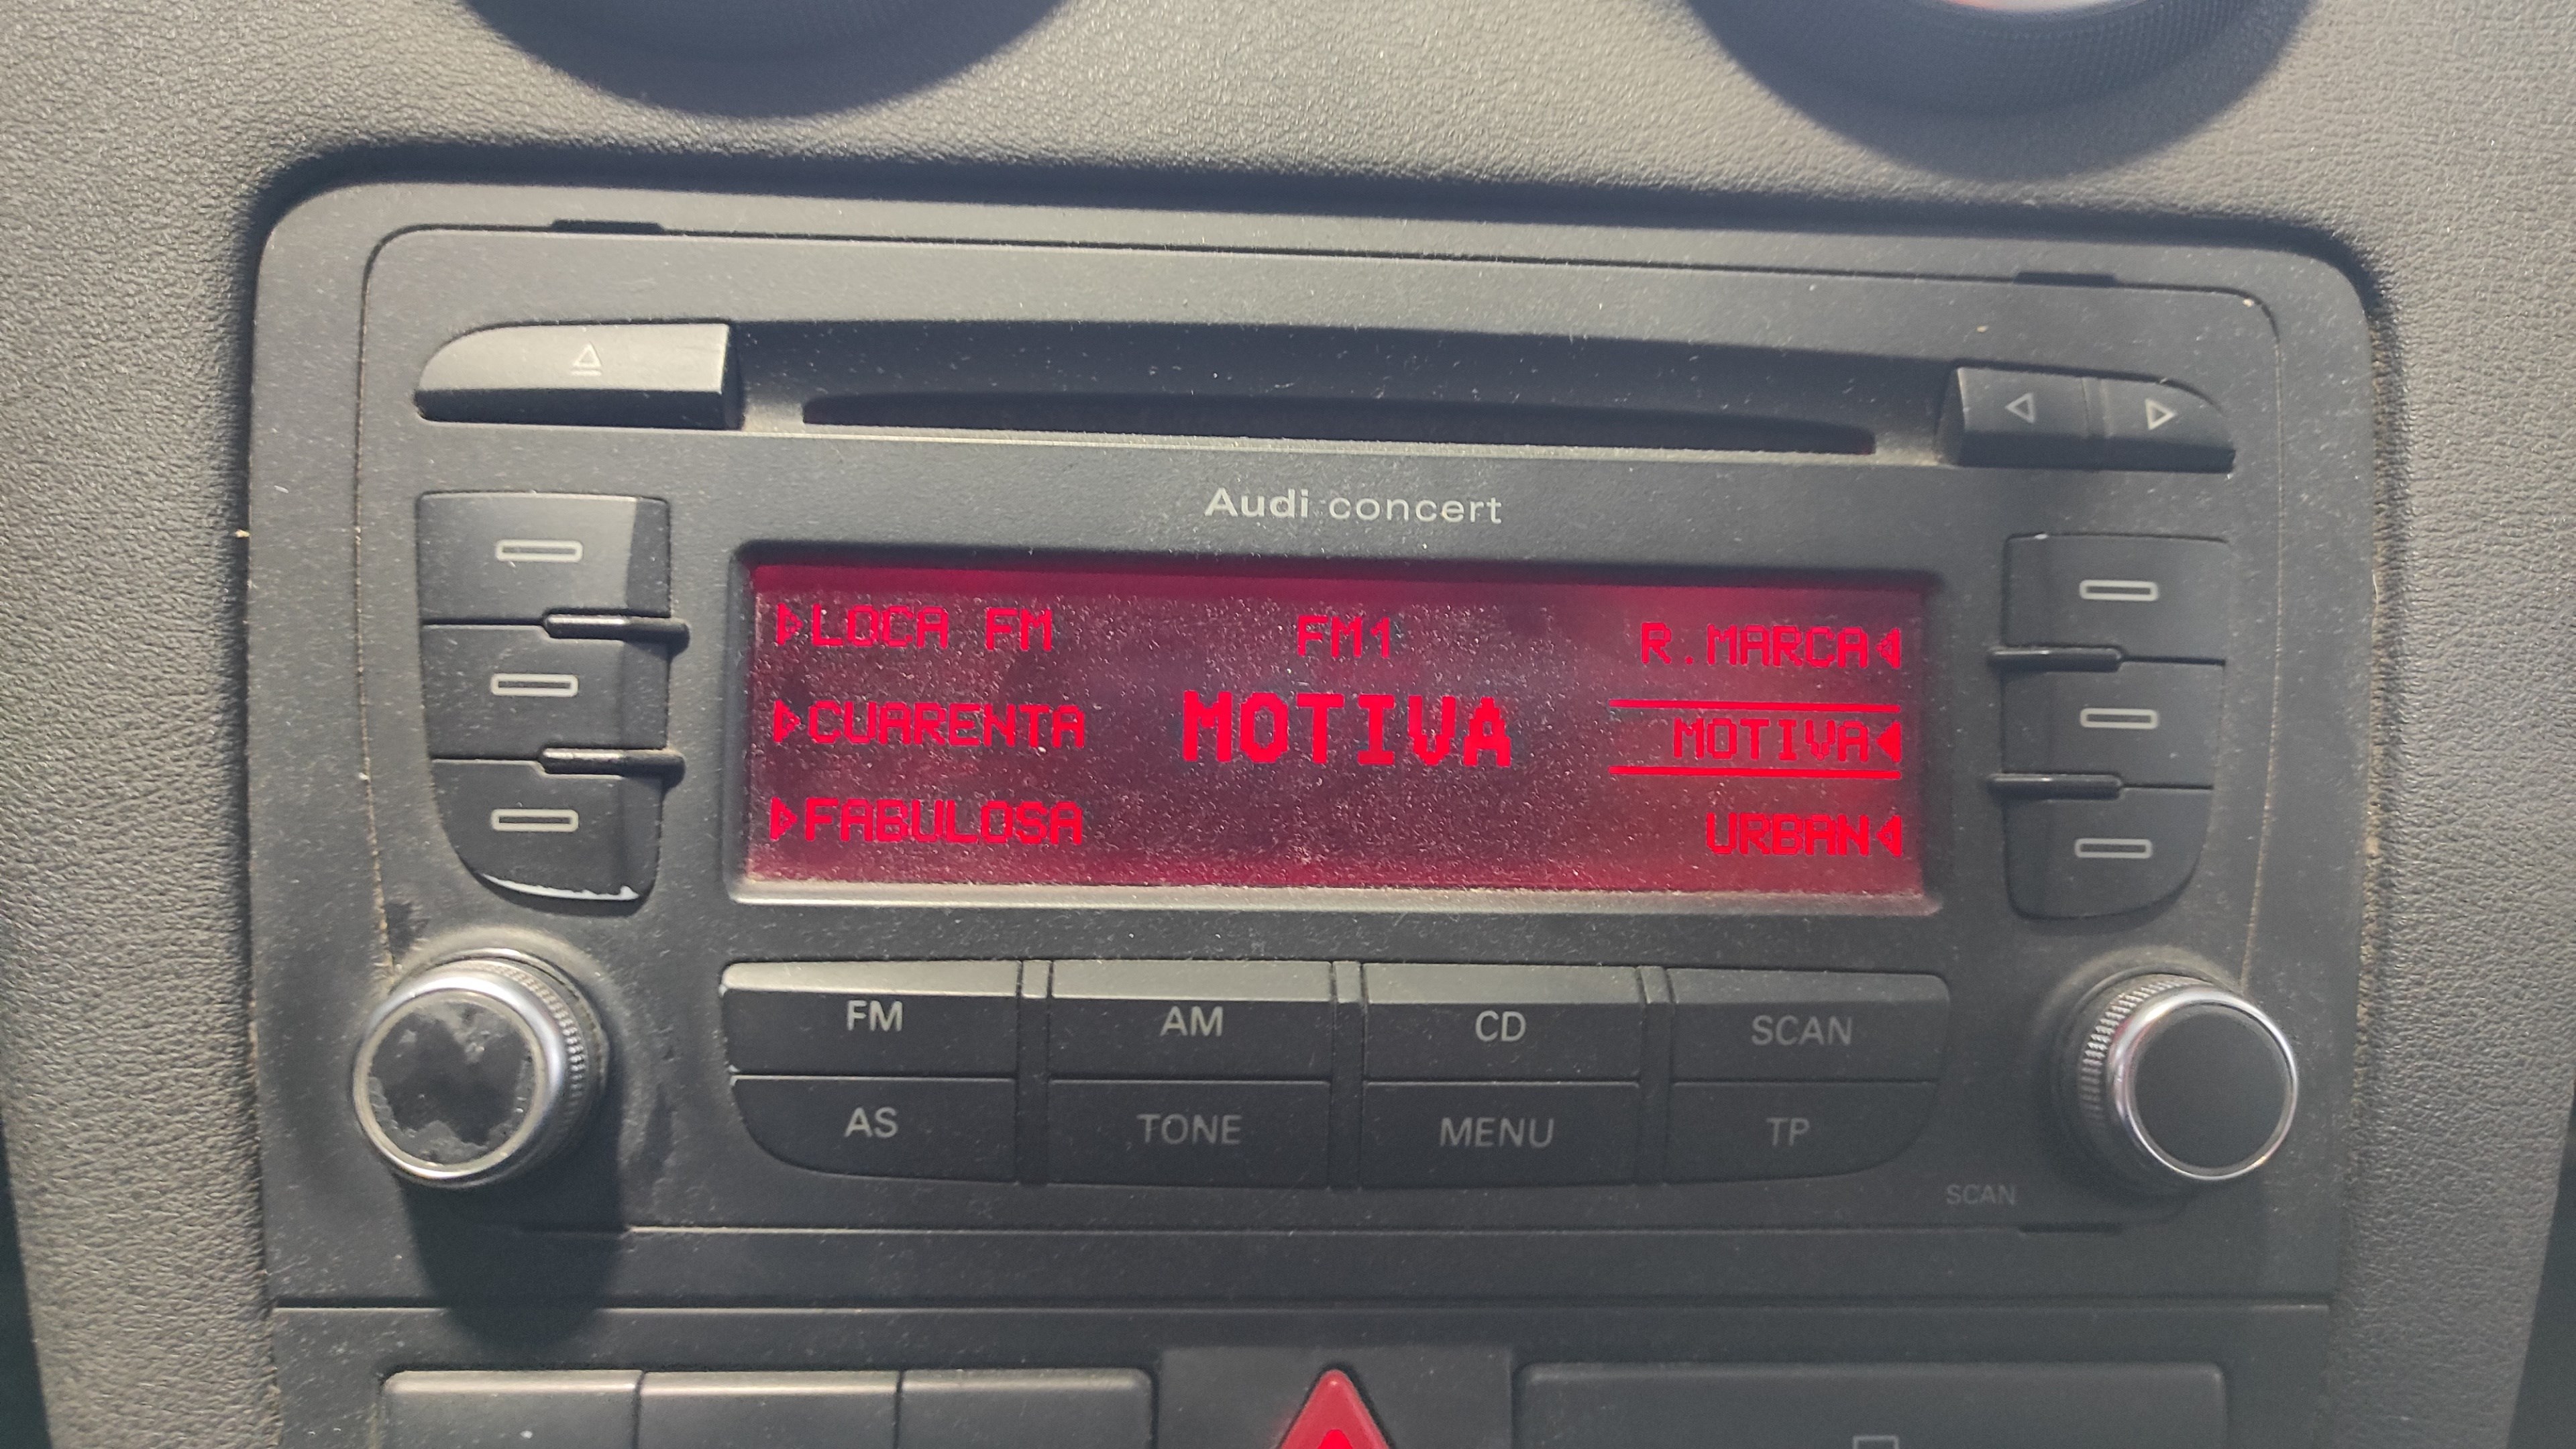 Audi concert
LOCA FM FM1 R.MARCA
CUARENTA MOTIVA MOTIVA
FABULOSA URBAN
FM AM CD SCAN
AS TONE MENU TP
SCAN